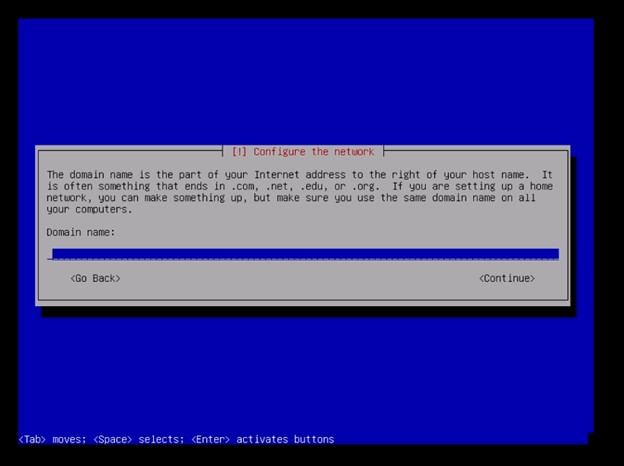 [!] Configure the network
The domain name is the part of your Internet address to the right of your host name.  It
is often something that ends in .com, .net, .edu, or .org.  If you are setting up a home
network, you can make something up, but make sure you use the same domain name on all
your computers.
Domain name:
<Go Back> <Continue>
<Tab> moves; <Space> selects; <Enter> activates buttons